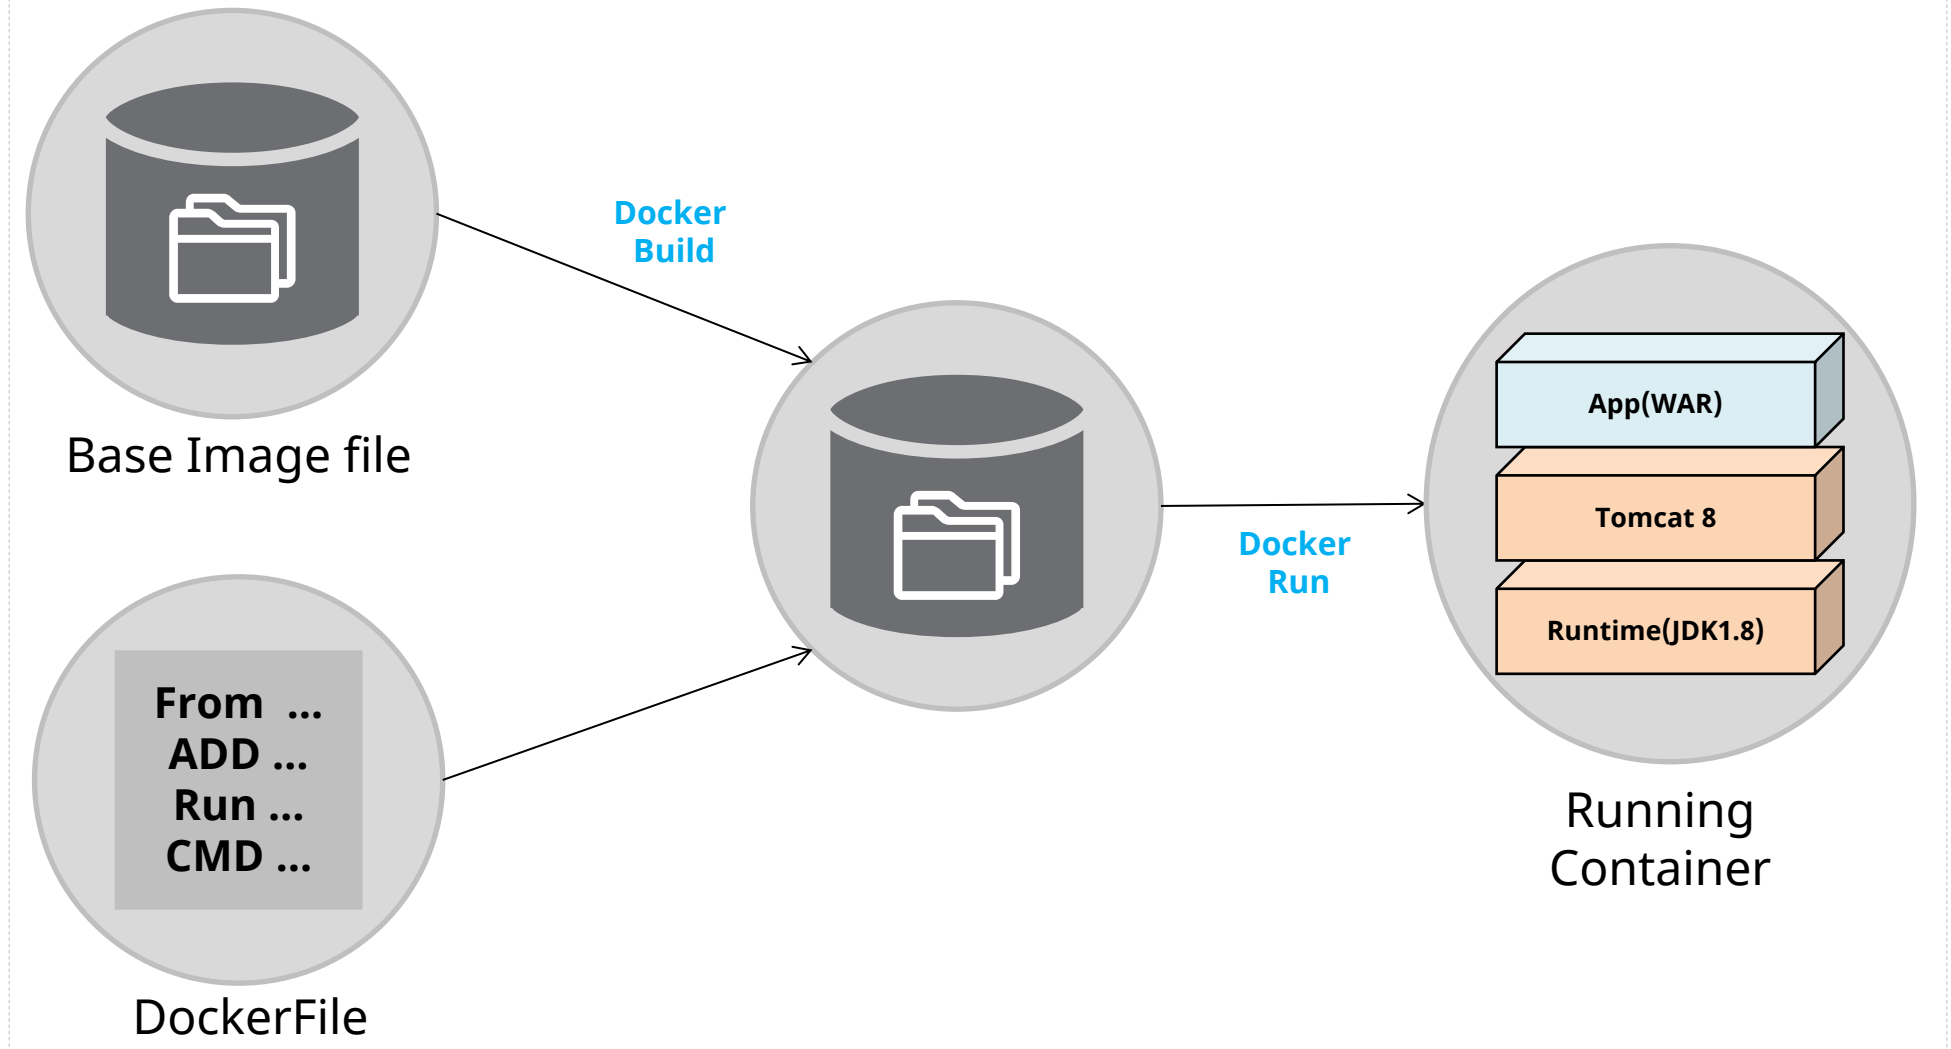 Docker
Build
Base Image file
App(WAR)
Tomcat 8
Runtime(JDK1.8)
Docker
Run
From  ...
ADD ...
Run ...
CMD ...
DockerFile
Running
Container